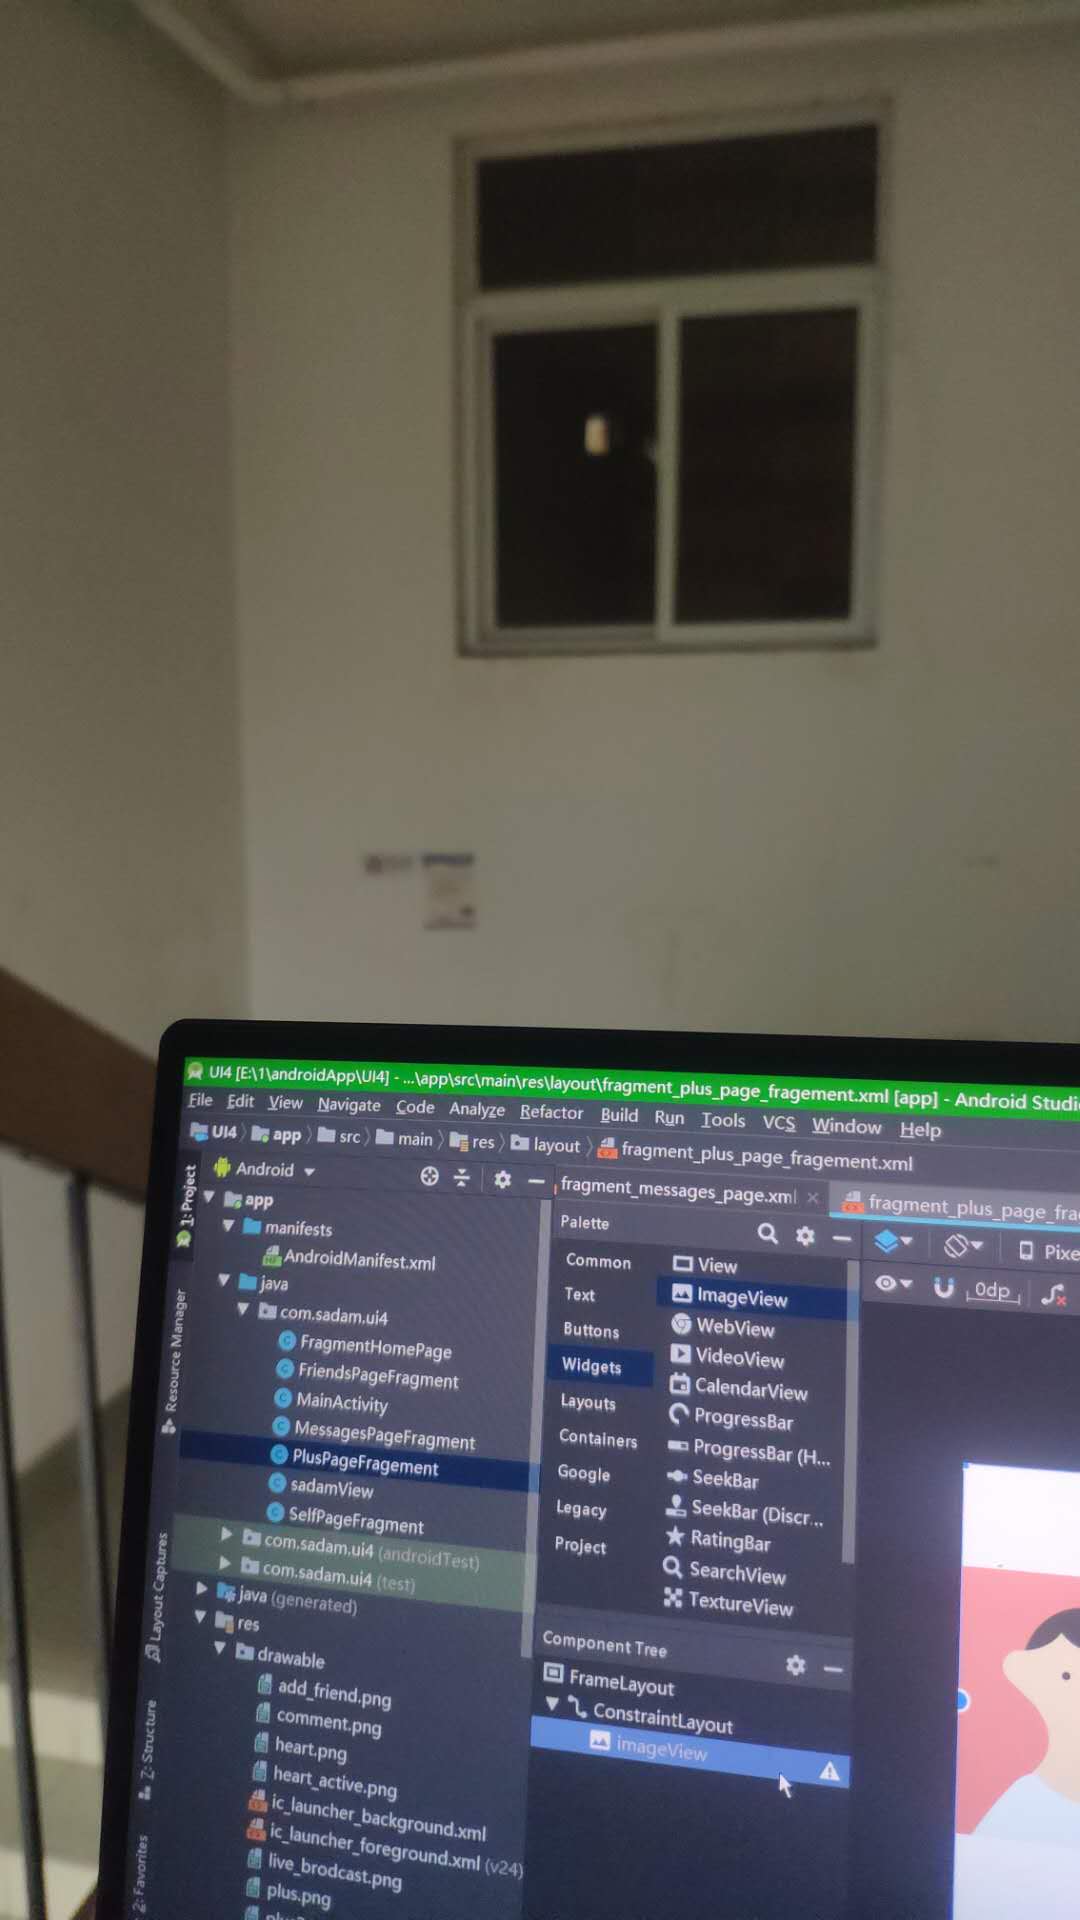 UI4 [E:\1\androidApp\UI4] - ...\app\src\main\res\layout\fragment_plus_page_fragement.xml [app] - Android Studio
File Edit View Navigate Code Analyze Refactor Build Run Tools VCS Window Help
UI4 app src main res layout fragment_plus_page_fragement.xml
1: Project
Resource Manager
Layout Captures
7: Structure
2: Favorites
Android
app
manifests
AndroidManifest.xml
java
com.sadam.ui4
FragmentHomePage
FriendsPageFragment
MainActivity
MessagesPageFragment
PlusPageFragement
sadamView
SelfPageFragment
com.sadam.ui4 (androidTest)
com.sadam.ui4 (test)
java (generated)
res
drawable
add_friend.png
comment.png
heart.png
heart_active.png
ic_launcher_background.xml
ic_launcher_foreground.xml (v24)
live_brodcast.png
plus.png
fragment_messages_page.xml
fragment_plus_page_fra
Palette
Common
Text
Buttons
Widgets
Layouts
Containers
Google
Legacy
Project
View
ImageView
WebView
VideoView
CalendarView
ProgressBar
ProgressBar (H...
SeekBar
SeekBar (Discr...
RatingBar
SearchView
TextureView
Component Tree
FrameLayout
ConstraintLayout
imageView
Pixe
0dp